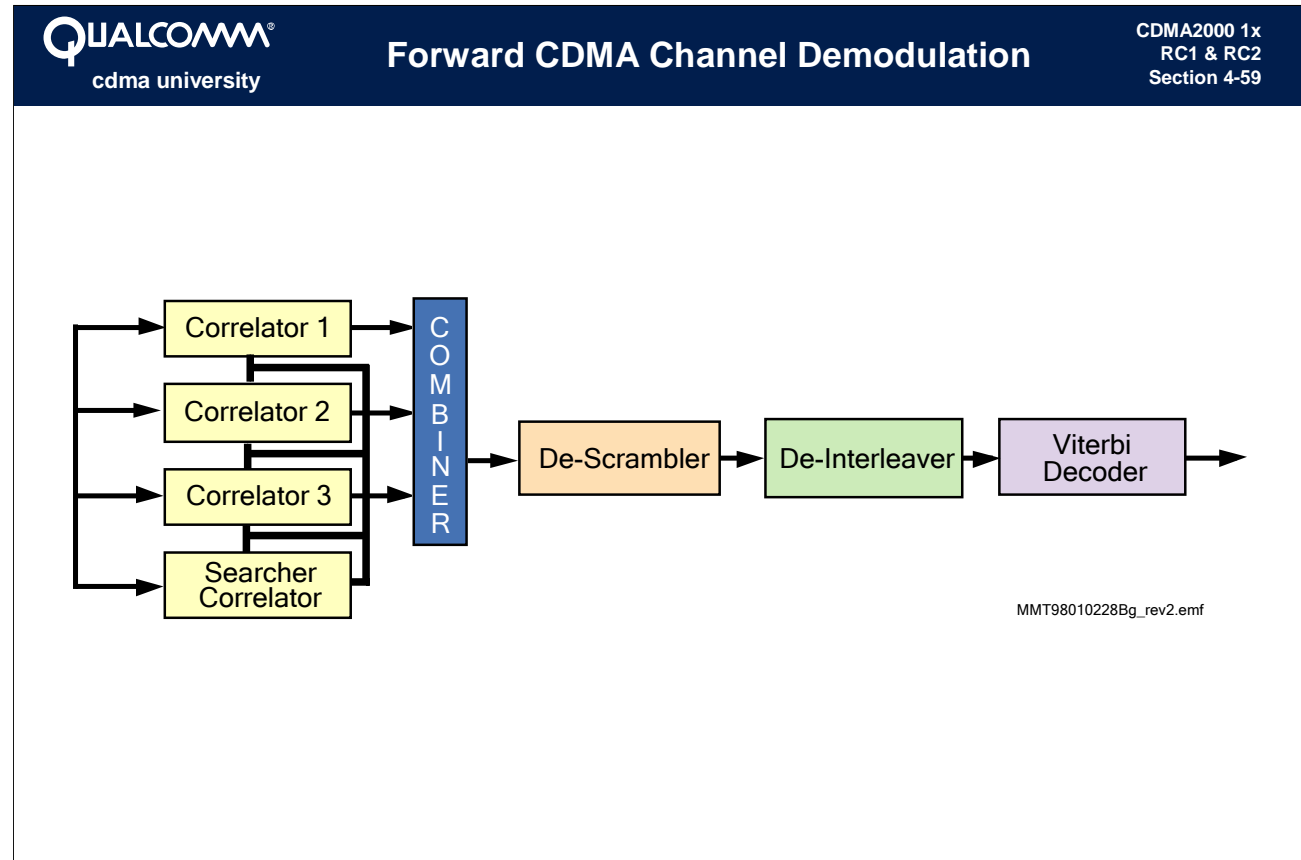 QUALCOMM®
cdma university
Forward CDMA Channel Demodulation
CDMA2000 1x
RC1 & RC2
Section 4-59
Correlator 1
Correlator 2
Correlator 3
Searcher
Correlator
COMBINER
De-Scrambler
De-Interleaver
Viterbi
Decoder
MMT98010228Bg_rev2.emf